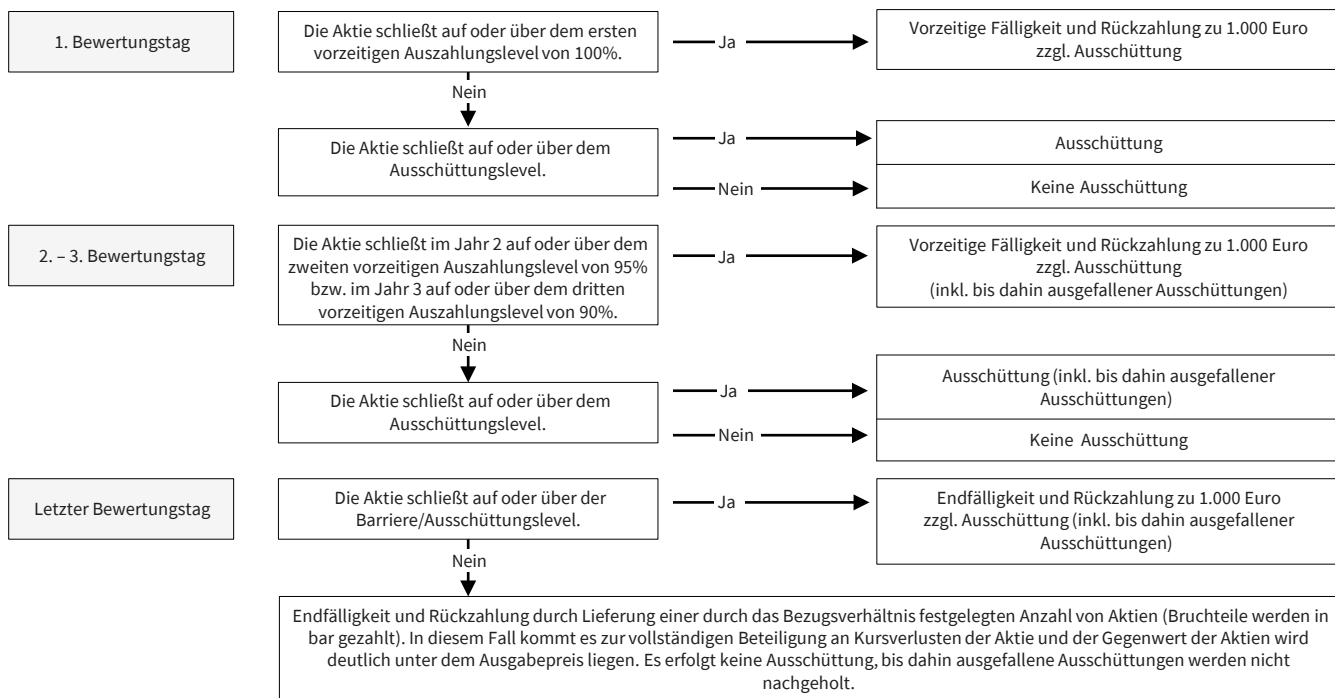 1. Bewertungstag
Die Aktie schließt auf oder über dem ersten
vorzeitigen Auszahlungslevel von 100%.
Ja
Vorzeitige Fälligkeit und Rückzahlung zu 1.000 Euro
zzgl. Ausschüttung
Nein
Die Aktie schließt auf oder über dem
Ausschüttungslevel.
Ja
Ausschüttung
Nein
Keine Ausschüttung
2. – 3. Bewertungstag
Die Aktie schließt im Jahr 2 auf oder über dem
zweiten vorzeitigen Auszahlungslevel von 95%
bzw. im Jahr 3 auf oder über dem dritten
vorzeitigen Auszahlungslevel von 90%.
Ja
Vorzeitige Fälligkeit und Rückzahlung zu 1.000 Euro
zzgl. Ausschüttung
(inkl. bis dahin ausgefallener Ausschüttungen)
Nein
Die Aktie schließt auf oder über dem
Ausschüttungslevel.
Ja
Ausschüttung (inkl. bis dahin ausgefallener
Ausschüttungen)
Nein
Keine Ausschüttung
Letzter Bewertungstag
Die Aktie schließt auf oder über der
Barriere/Ausschüttungslevel.
Ja
Endfälligkeit und Rückzahlung zu 1.000 Euro
zzgl. Ausschüttung (inkl. bis dahin ausgefallener
Ausschüttungen)
Nein
Endfälligkeit und Rückzahlung durch Lieferung einer durch das Bezugsverhältnis festgelegten Anzahl von Aktien (Bruchteile werden in
bar gezahlt). In diesem Fall kommt es zur vollständigen Beteiligung an Kursverlusten der Aktie und der Gegenwert der Aktien wird
deutlich unter dem Ausgabepreis liegen. Es erfolgt keine Ausschüttung, bis dahin ausgefallene Ausschüttungen werden nicht
nachgeholt.